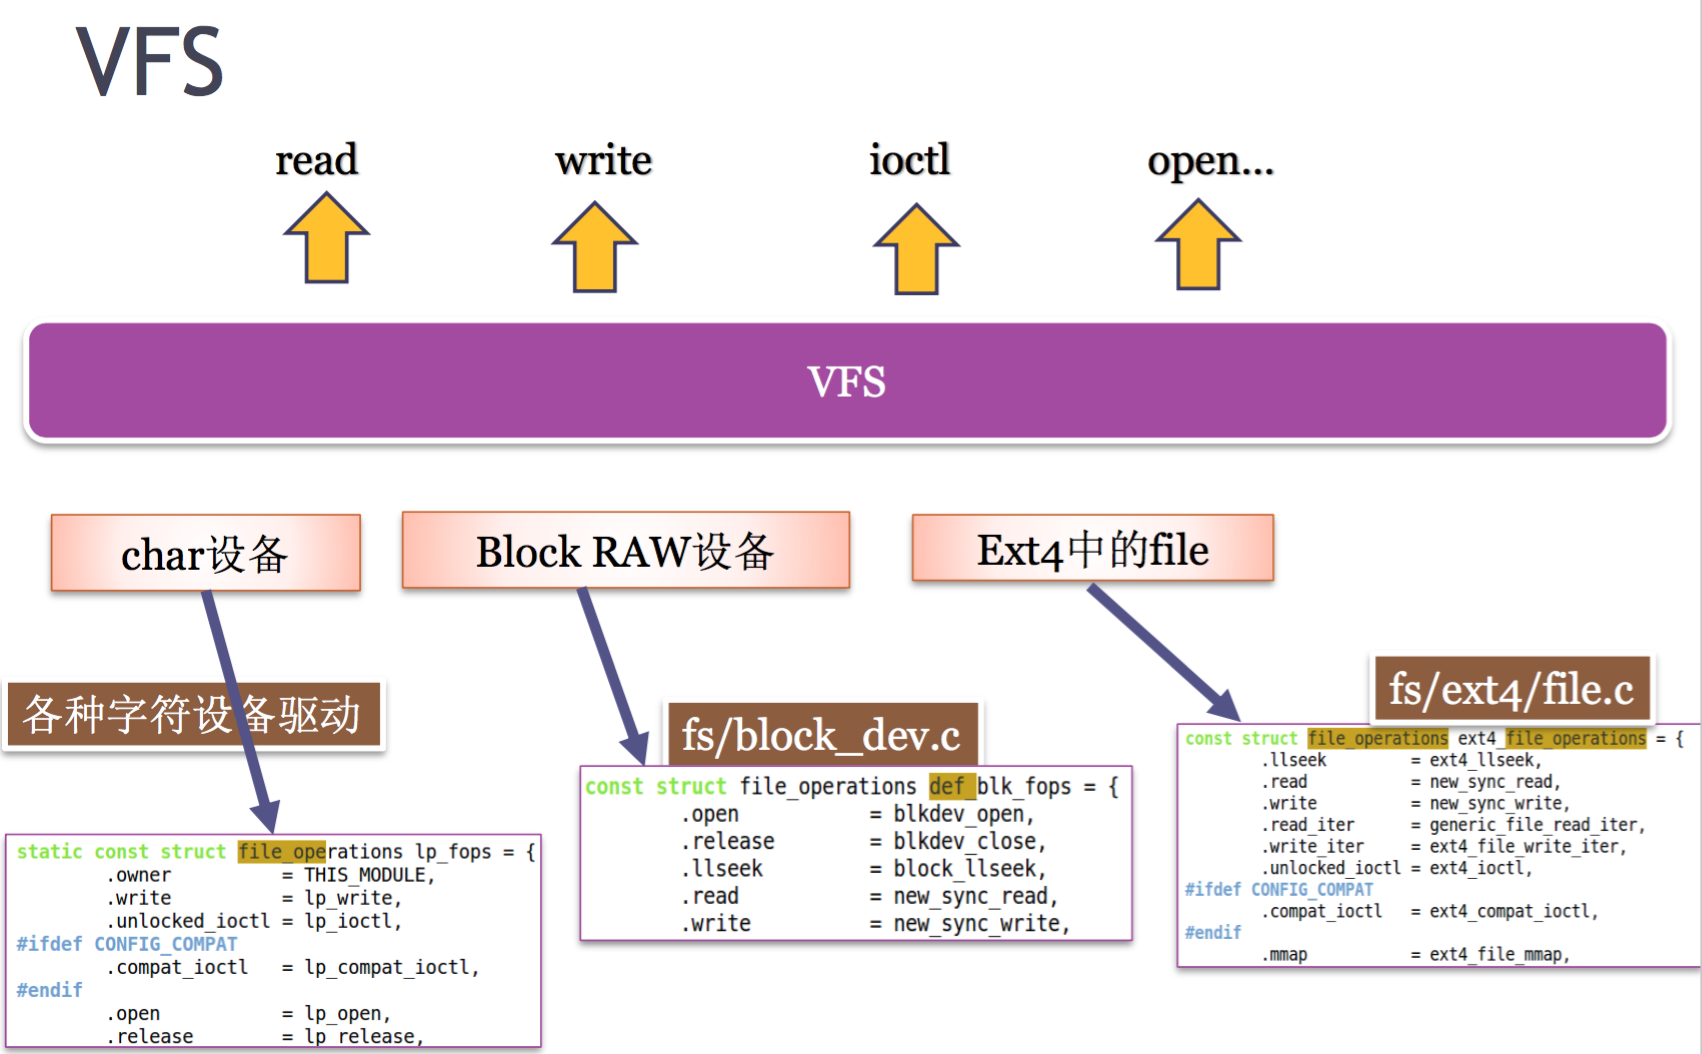 VFS
read
write
ioctl
open...
VFS
char设备
Block RAW设备
Ext4中的file
各种字符设备驱动
static const struct file_operations lp_fops = {
.owner = THIS_MODULE,
.write = lp_write,
.unlocked_ioctl = lp_ioctl,
#ifdef CONFIG_COMPAT
.compat_ioctl = lp_compat_ioctl,
#endif
.open = lp_open,
.release = lp_release,
fs/block_dev.c
const struct file_operations def_blk_fops = {
.open = blkdev_open,
.release = blkdev_close,
.llseek = block_llseek,
.read = new_sync_read,
.write = new_sync_write,
fs/ext4/file.c
const struct file_operations ext4_file_operations = {
.llseek = ext4_llseek,
.read = new_sync_read,
.write = new_sync_write,
.read_iter = generic_file_read_iter,
.write_iter = ext4_file_write_iter,
.unlocked_ioctl = ext4_ioctl,
#ifdef CONFIG_COMPAT
.compat_ioctl = ext4_compat_ioctl,
#endif
.mmap = ext4_file_mmap,